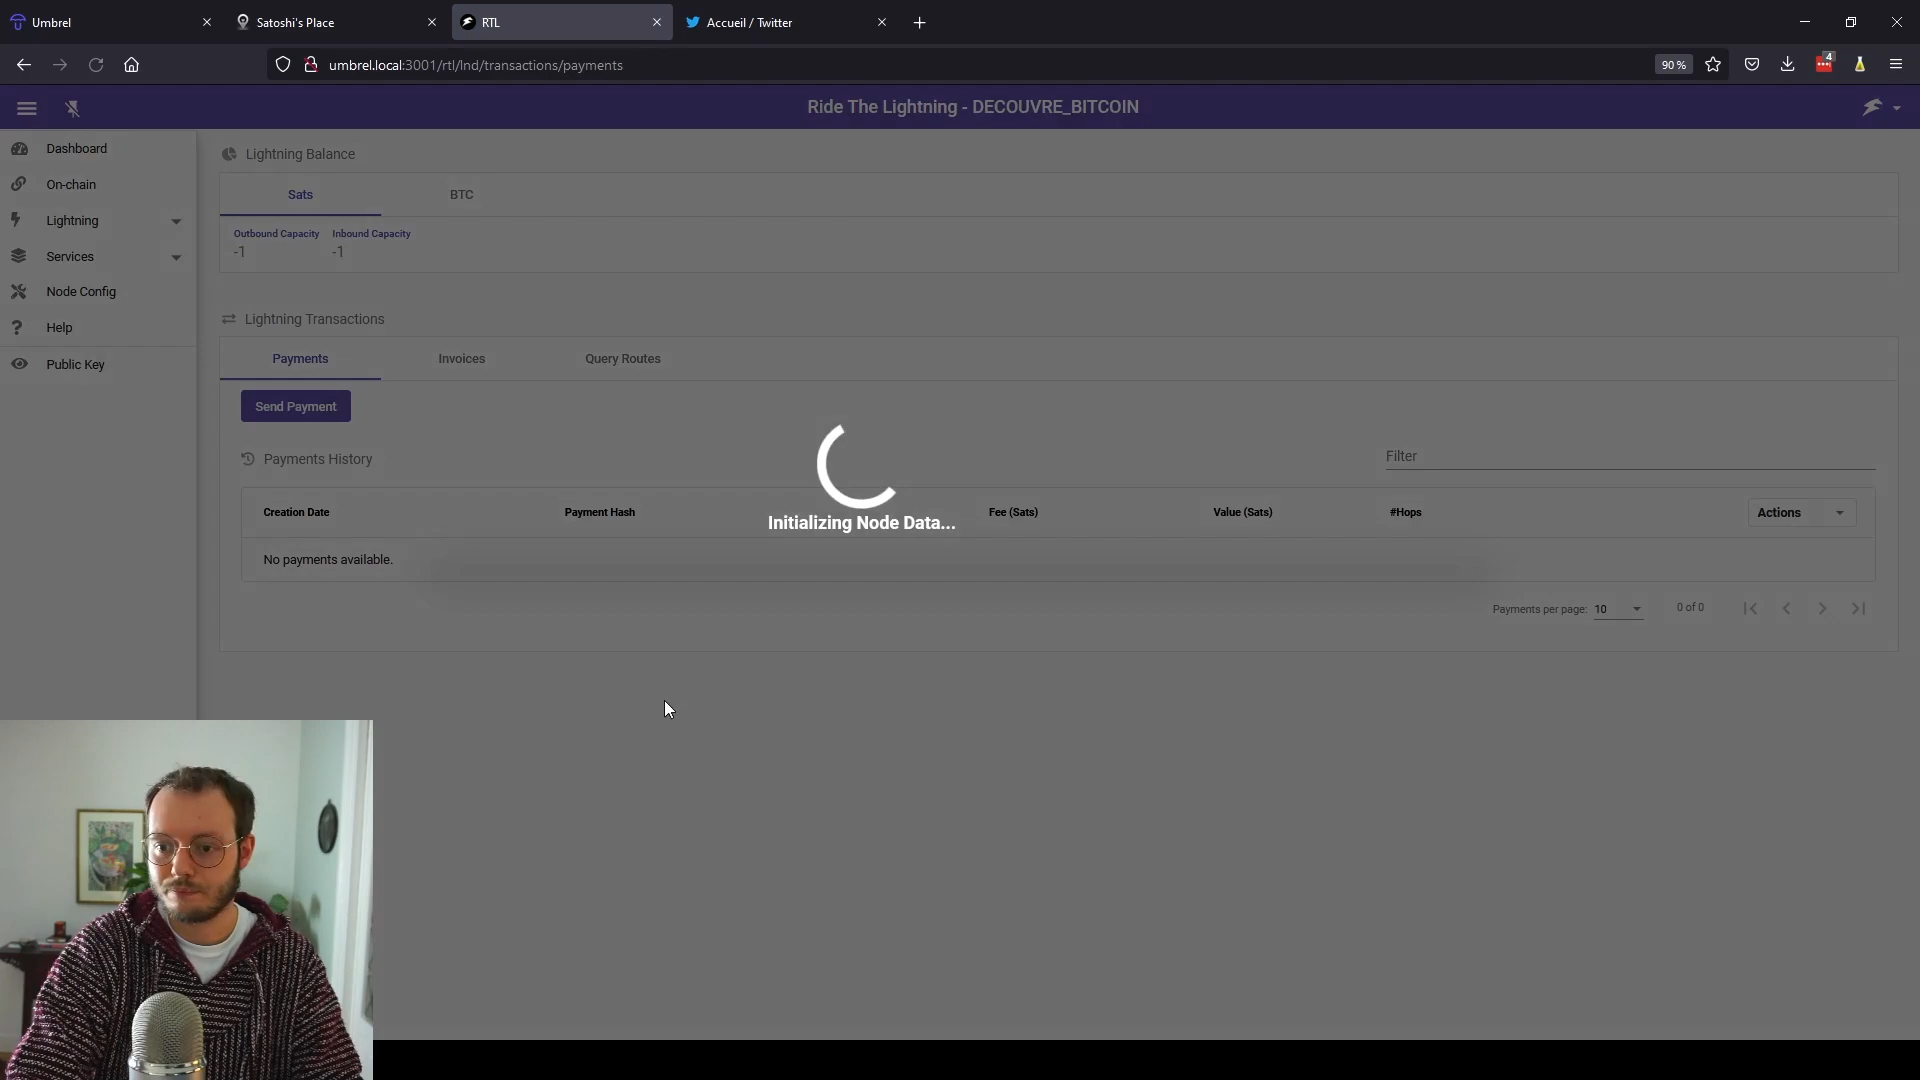 Umbrel
Satoshi's Place
RTL
Accueil / Twitter
umbrel.local:3001/rtl/lnd/transactions/payments
90 %
4
Ride The Lightning - DECOUVRE_BITCOIN
Dashboard
On-chain
Lightning
Services
Node Config
Help
Public Key
Lightning Balance
Sats
BTC
Outbound Capacity
Inbound Capacity
-1
-1
Lightning Transactions
Payments
Invoices
Query Routes
Send Payment
Payments History
Filter
Initializing Node Data...
Creation Date
Payment Hash
Fee (Sats)
Value (Sats)
#Hops
Actions
No payments available.
Payments per page:
10
0 of 0